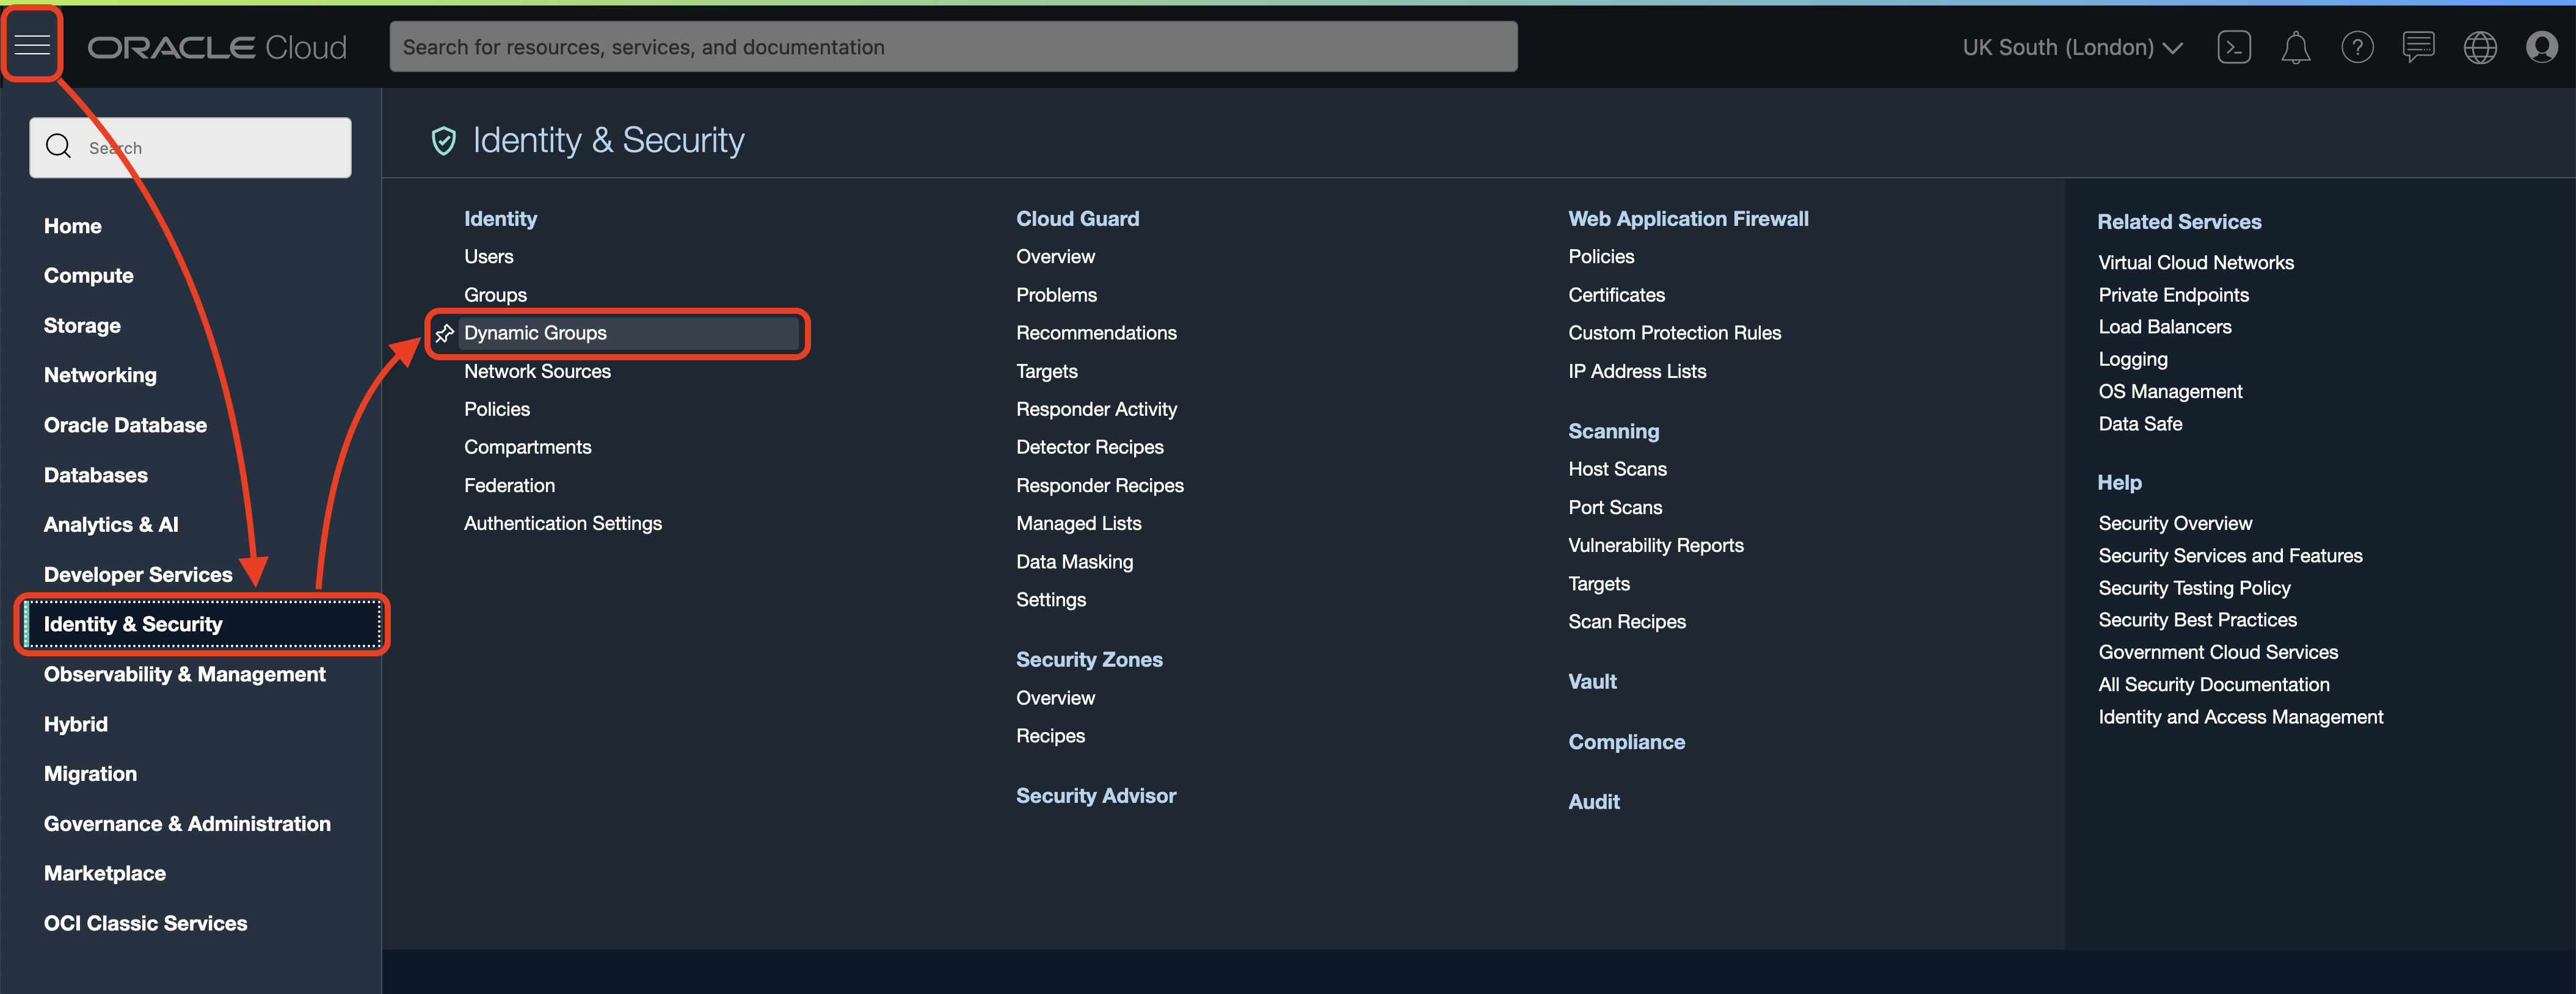 ORACLE Cloud
Search for resources, services, and documentation
UK South (London)
Search
Home
Compute
Storage
Networking
Oracle Database
Databases
Analytics & AI
Developer Services
Identity & Security
Observability & Management
Hybrid
Migration
Governance & Administration
Marketplace
OCI Classic Services
Identity & Security
Identity
Users
Groups
Dynamic Groups
Network Sources
Policies
Compartments
Federation
Authentication Settings
Cloud Guard
Overview
Problems
Recommendations
Targets
Responder Activity
Detector Recipes
Responder Recipes
Managed Lists
Data Masking
Settings
Security Zones
Overview
Recipes
Security Advisor
Web Application Firewall
Policies
Certificates
Custom Protection Rules
IP Address Lists
Scanning
Host Scans
Port Scans
Vulnerability Reports
Targets
Scan Recipes
Vault
Compliance
Audit
Related Services
Virtual Cloud Networks
Private Endpoints
Load Balancers
Logging
OS Management
Data Safe
Help
Security Overview
Security Services and Features
Security Testing Policy
Security Best Practices
Government Cloud Services
All Security Documentation
Identity and Access Management